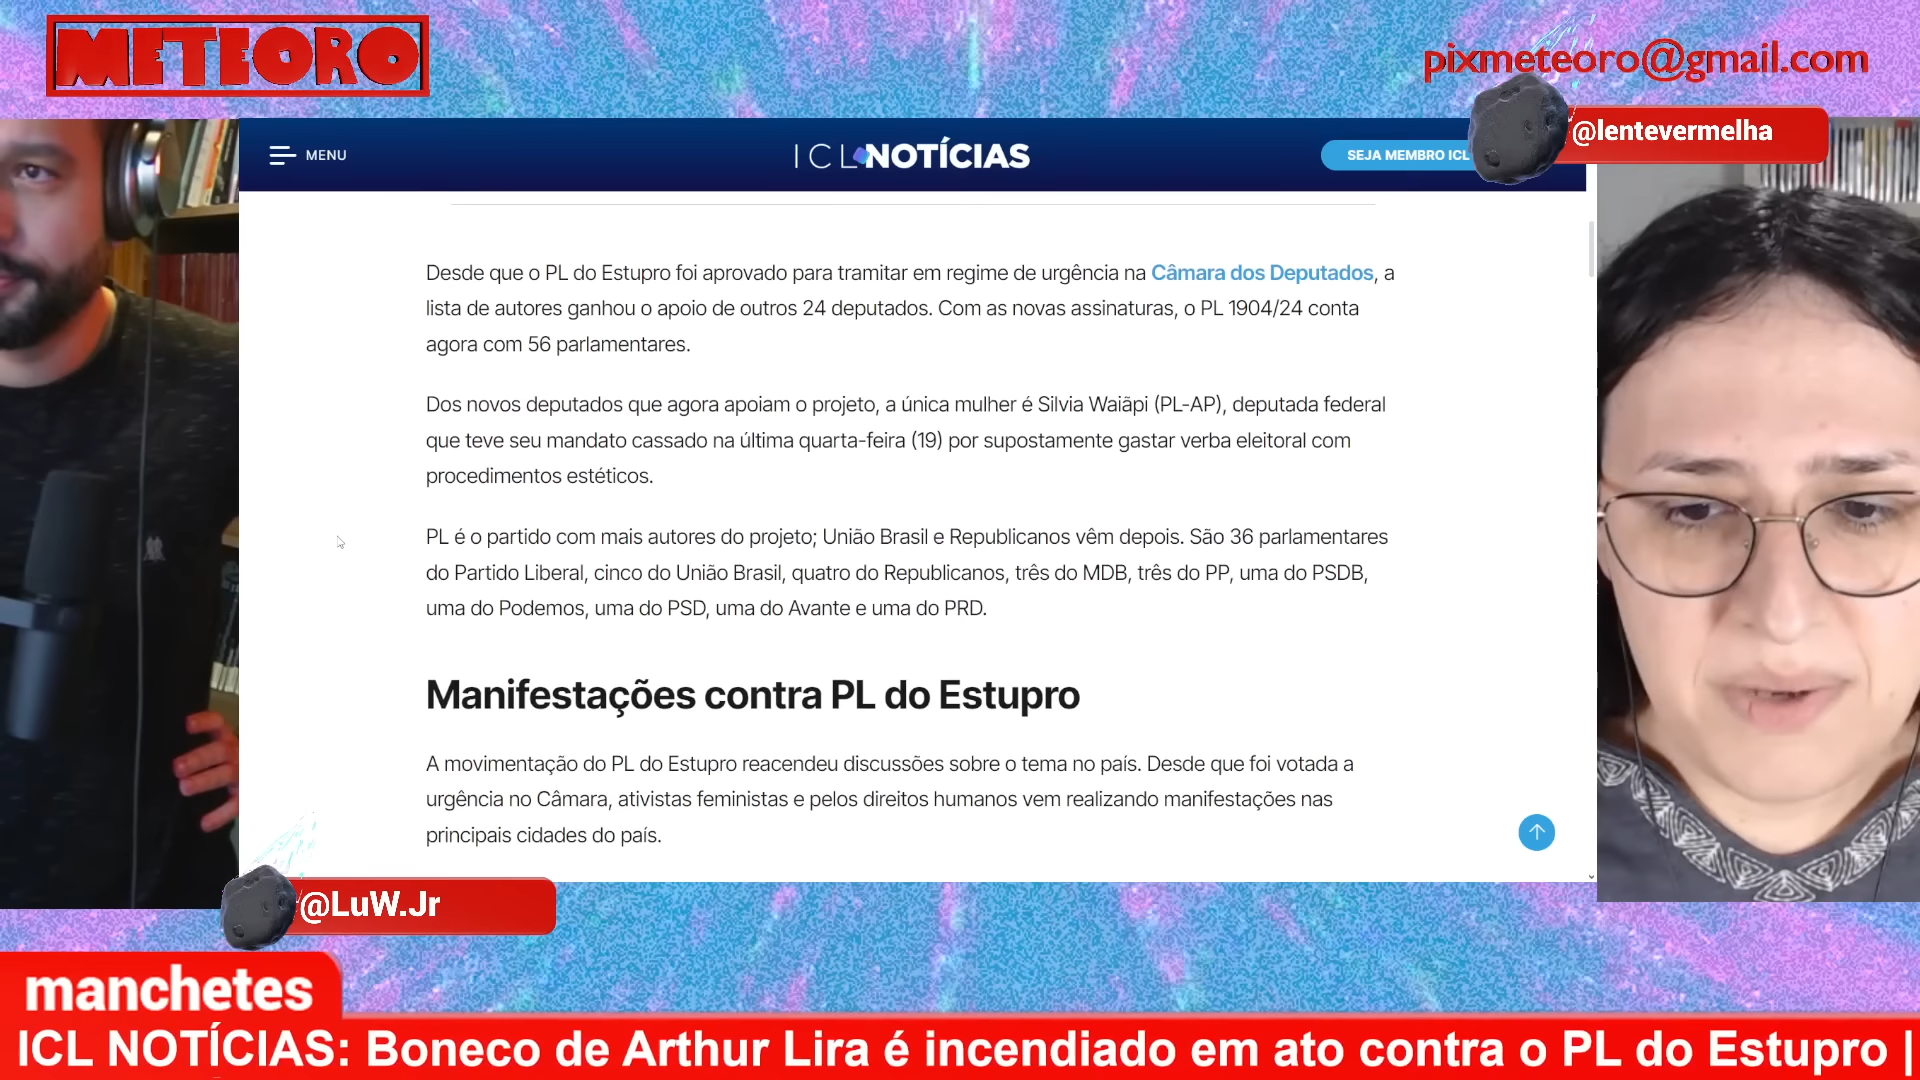 METEORO
pixmeteoro@gmail.com
@lentevermelha
MENU
ICL NOTÍCIAS
SEJA MEMBRO ICL
Desde que o PL do Estupro foi aprovado para tramitar em regime de urgência na Câmara dos Deputados, a
lista de autores ganhou o apoio de outros 24 deputados. Com as novas assinaturas, o PL 1904/24 conta
agora com 56 parlamentares.
Dos novos deputados que agora apoiam o projeto, a única mulher é Silvia Waiãpi (PL-AP), deputada federal
que teve seu mandato cassado na última quarta-feira (19) por supostamente gastar verba eleitoral com
procedimentos estéticos.
PL é o partido com mais autores do projeto; União Brasil e Republicanos vêm depois. São 36 parlamentares
do Partido Liberal, cinco do União Brasil, quatro do Republicanos, três do MDB, três do PP, uma do PSDB,
uma do Podemos, uma do PSD, uma do Avante e uma do PRD.
Manifestações contra PL do Estupro
A movimentação do PL do Estupro reacendeu discussões sobre o tema no país. Desde que foi votada a
urgência no Câmara, ativistas feministas e pelos direitos humanos vem realizando manifestações nas
principais cidades do país.
@LuW.Jr
manchetes
ICL NOTÍCIAS: Boneco de Arthur Lira é incendiado em ato contra o PL do Estupro |